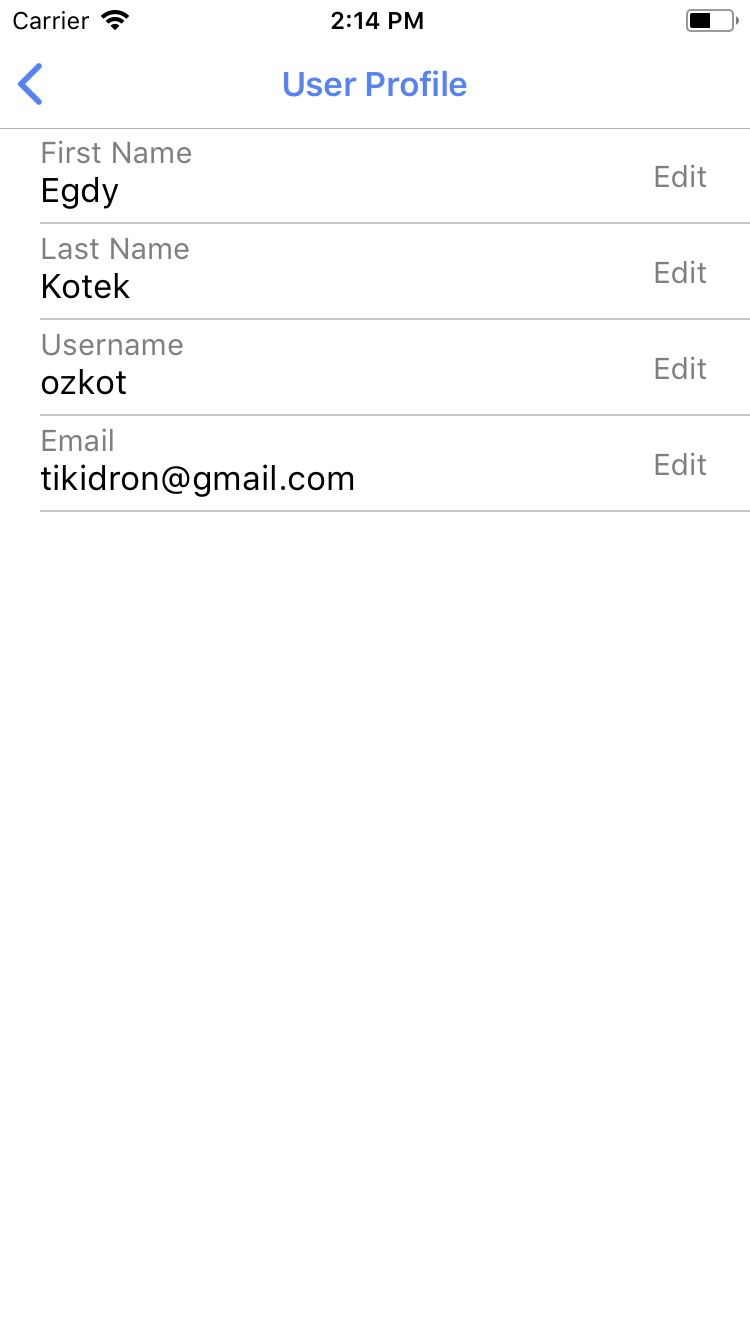 Carrier 2:14 PM
User Profile
First Name
Egdy
Edit
Last Name
Kotek
Edit
Username
ozkot
Edit
Email
tikidron@gmail.com
Edit